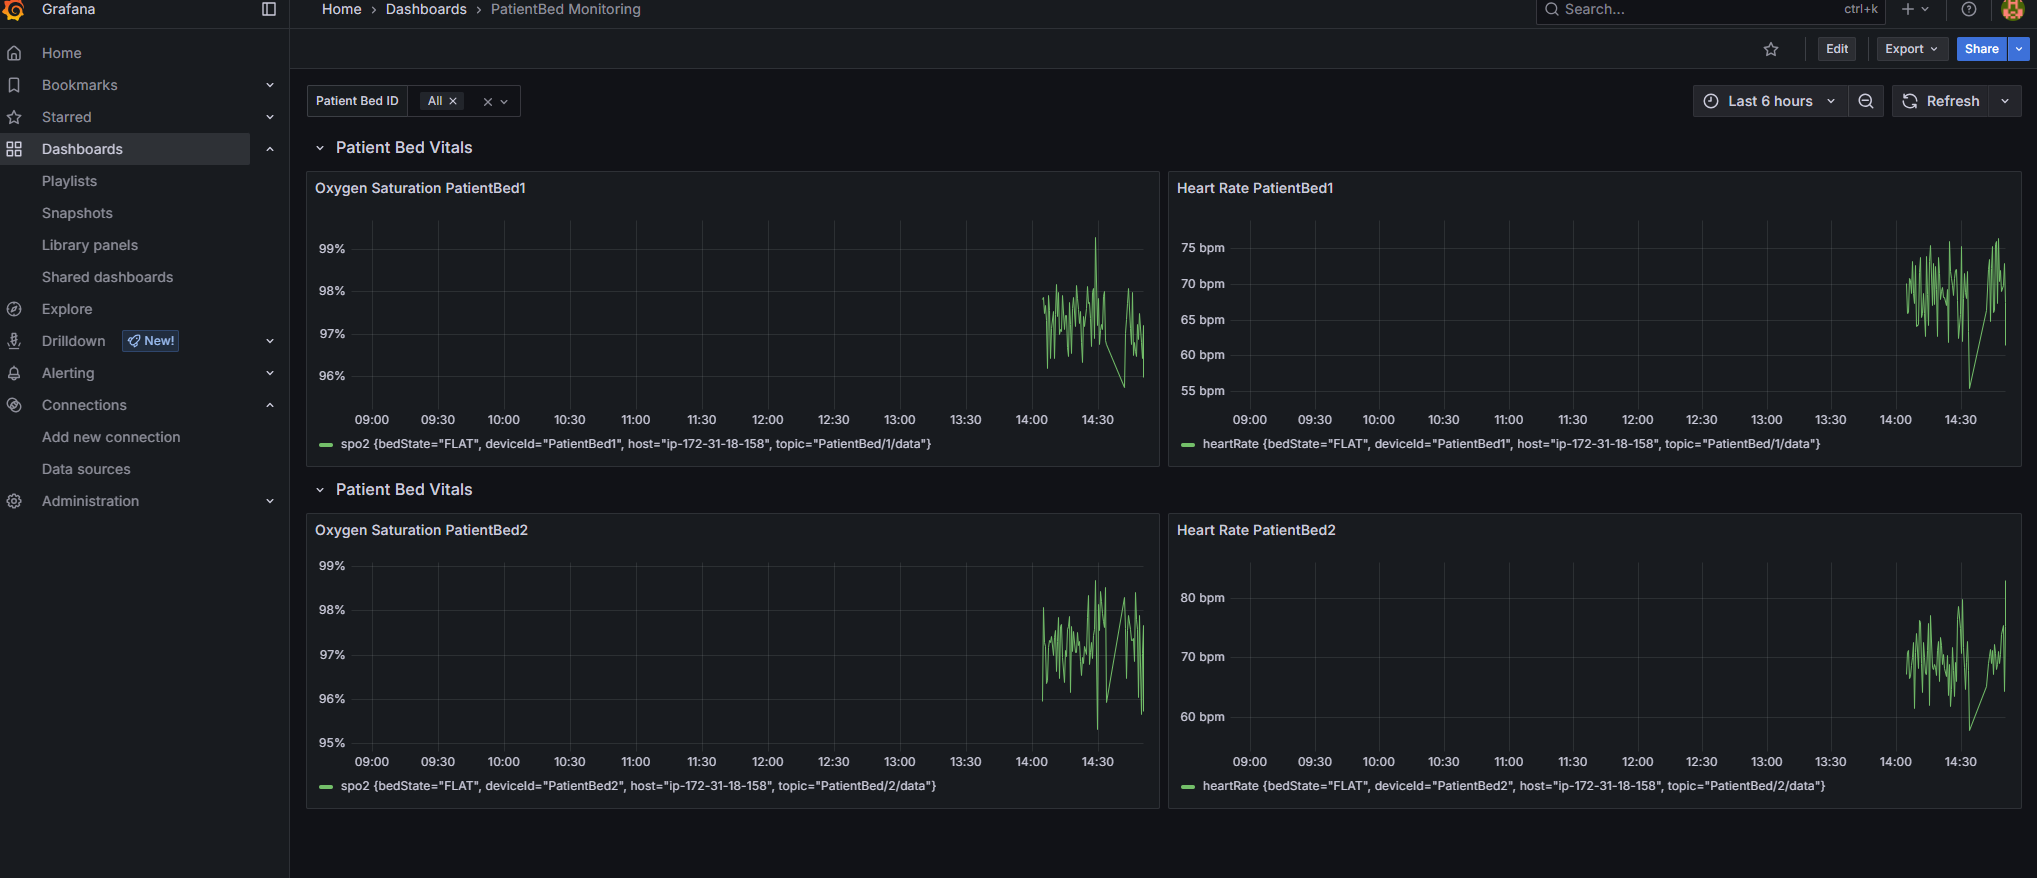 Grafana
Home › Dashboards › PatientBed Monitoring
Search...
ctrl+k
Home
Bookmarks
Starred
Dashboards
Playlists
Snapshots
Library panels
Shared dashboards
Explore
Drilldown New!
Alerting
Connections
Add new connection
Data sources
Administration
Edit
Export
Share
Patient Bed ID
All
Last 6 hours
Refresh
Patient Bed Vitals
Oxygen Saturation PatientBed1
99%
98%
97%
96%
09:00 09:30 10:00 10:30 11:00 11:30 12:00 12:30 13:00 13:30 14:00 14:30
spo2 {bedState="FLAT", deviceId="PatientBed1", host="ip-172-31-18-158", topic="PatientBed/1/data"}
Heart Rate PatientBed1
75 bpm
70 bpm
65 bpm
60 bpm
55 bpm
09:00 09:30 10:00 10:30 11:00 11:30 12:00 12:30 13:00 13:30 14:00 14:30
heartRate {bedState="FLAT", deviceId="PatientBed1", host="ip-172-31-18-158", topic="PatientBed/1/data"}
Patient Bed Vitals
Oxygen Saturation PatientBed2
99%
98%
97%
96%
95%
09:00 09:30 10:00 10:30 11:00 11:30 12:00 12:30 13:00 13:30 14:00 14:30
spo2 {bedState="FLAT", deviceId="PatientBed2", host="ip-172-31-18-158", topic="PatientBed/2/data"}
Heart Rate PatientBed2
80 bpm
70 bpm
60 bpm
09:00 09:30 10:00 10:30 11:00 11:30 12:00 12:30 13:00 13:30 14:00 14:30
heartRate {bedState="FLAT", deviceId="PatientBed2", host="ip-172-31-18-158", topic="PatientBed/2/data"}